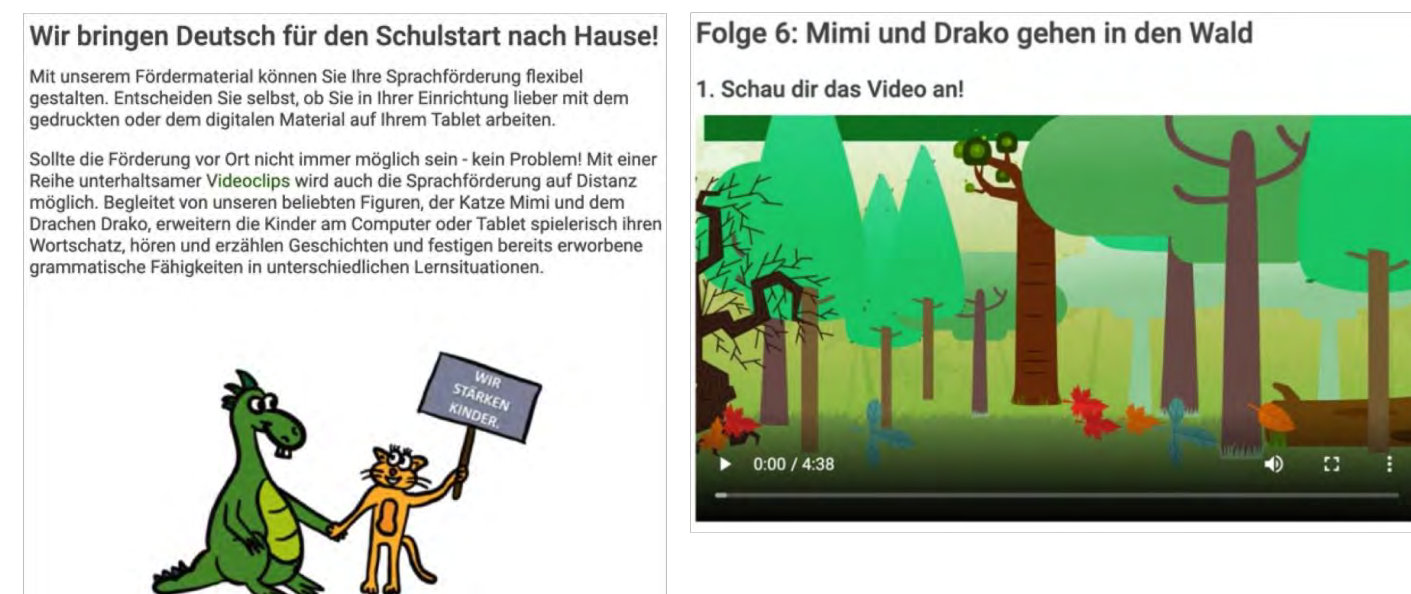 Wir bringen Deutsch für den Schulstart nach Hause!
Mit unserem Fördermaterial können Sie Ihre Sprachförderung flexibel
gestalten. Entscheiden Sie selbst, ob Sie in Ihrer Einrichtung lieber mit dem
gedruckten oder dem digitalen Material auf Ihrem Tablet arbeiten.
Sollte die Förderung vor Ort nicht immer möglich sein - kein Problem! Mit einer
Reihe unterhaltsamer Videoclips wird auch die Sprachförderung auf Distanz
möglich. Begleitet von unseren beliebten Figuren, der Katze Mimi und dem
Drachen Drako, erweitern die Kinder am Computer oder Tablet spielerisch ihren
Wortschatz, hören und erzählen Geschichten und festigen bereits erworbene
grammatische Fähigkeiten in unterschiedlichen Lernsituationen.
WIR
STÄRKEN
KINDER.
Folge 6: Mimi und Drako gehen in den Wald
1. Schau dir das Video an!
0:00 / 4:38